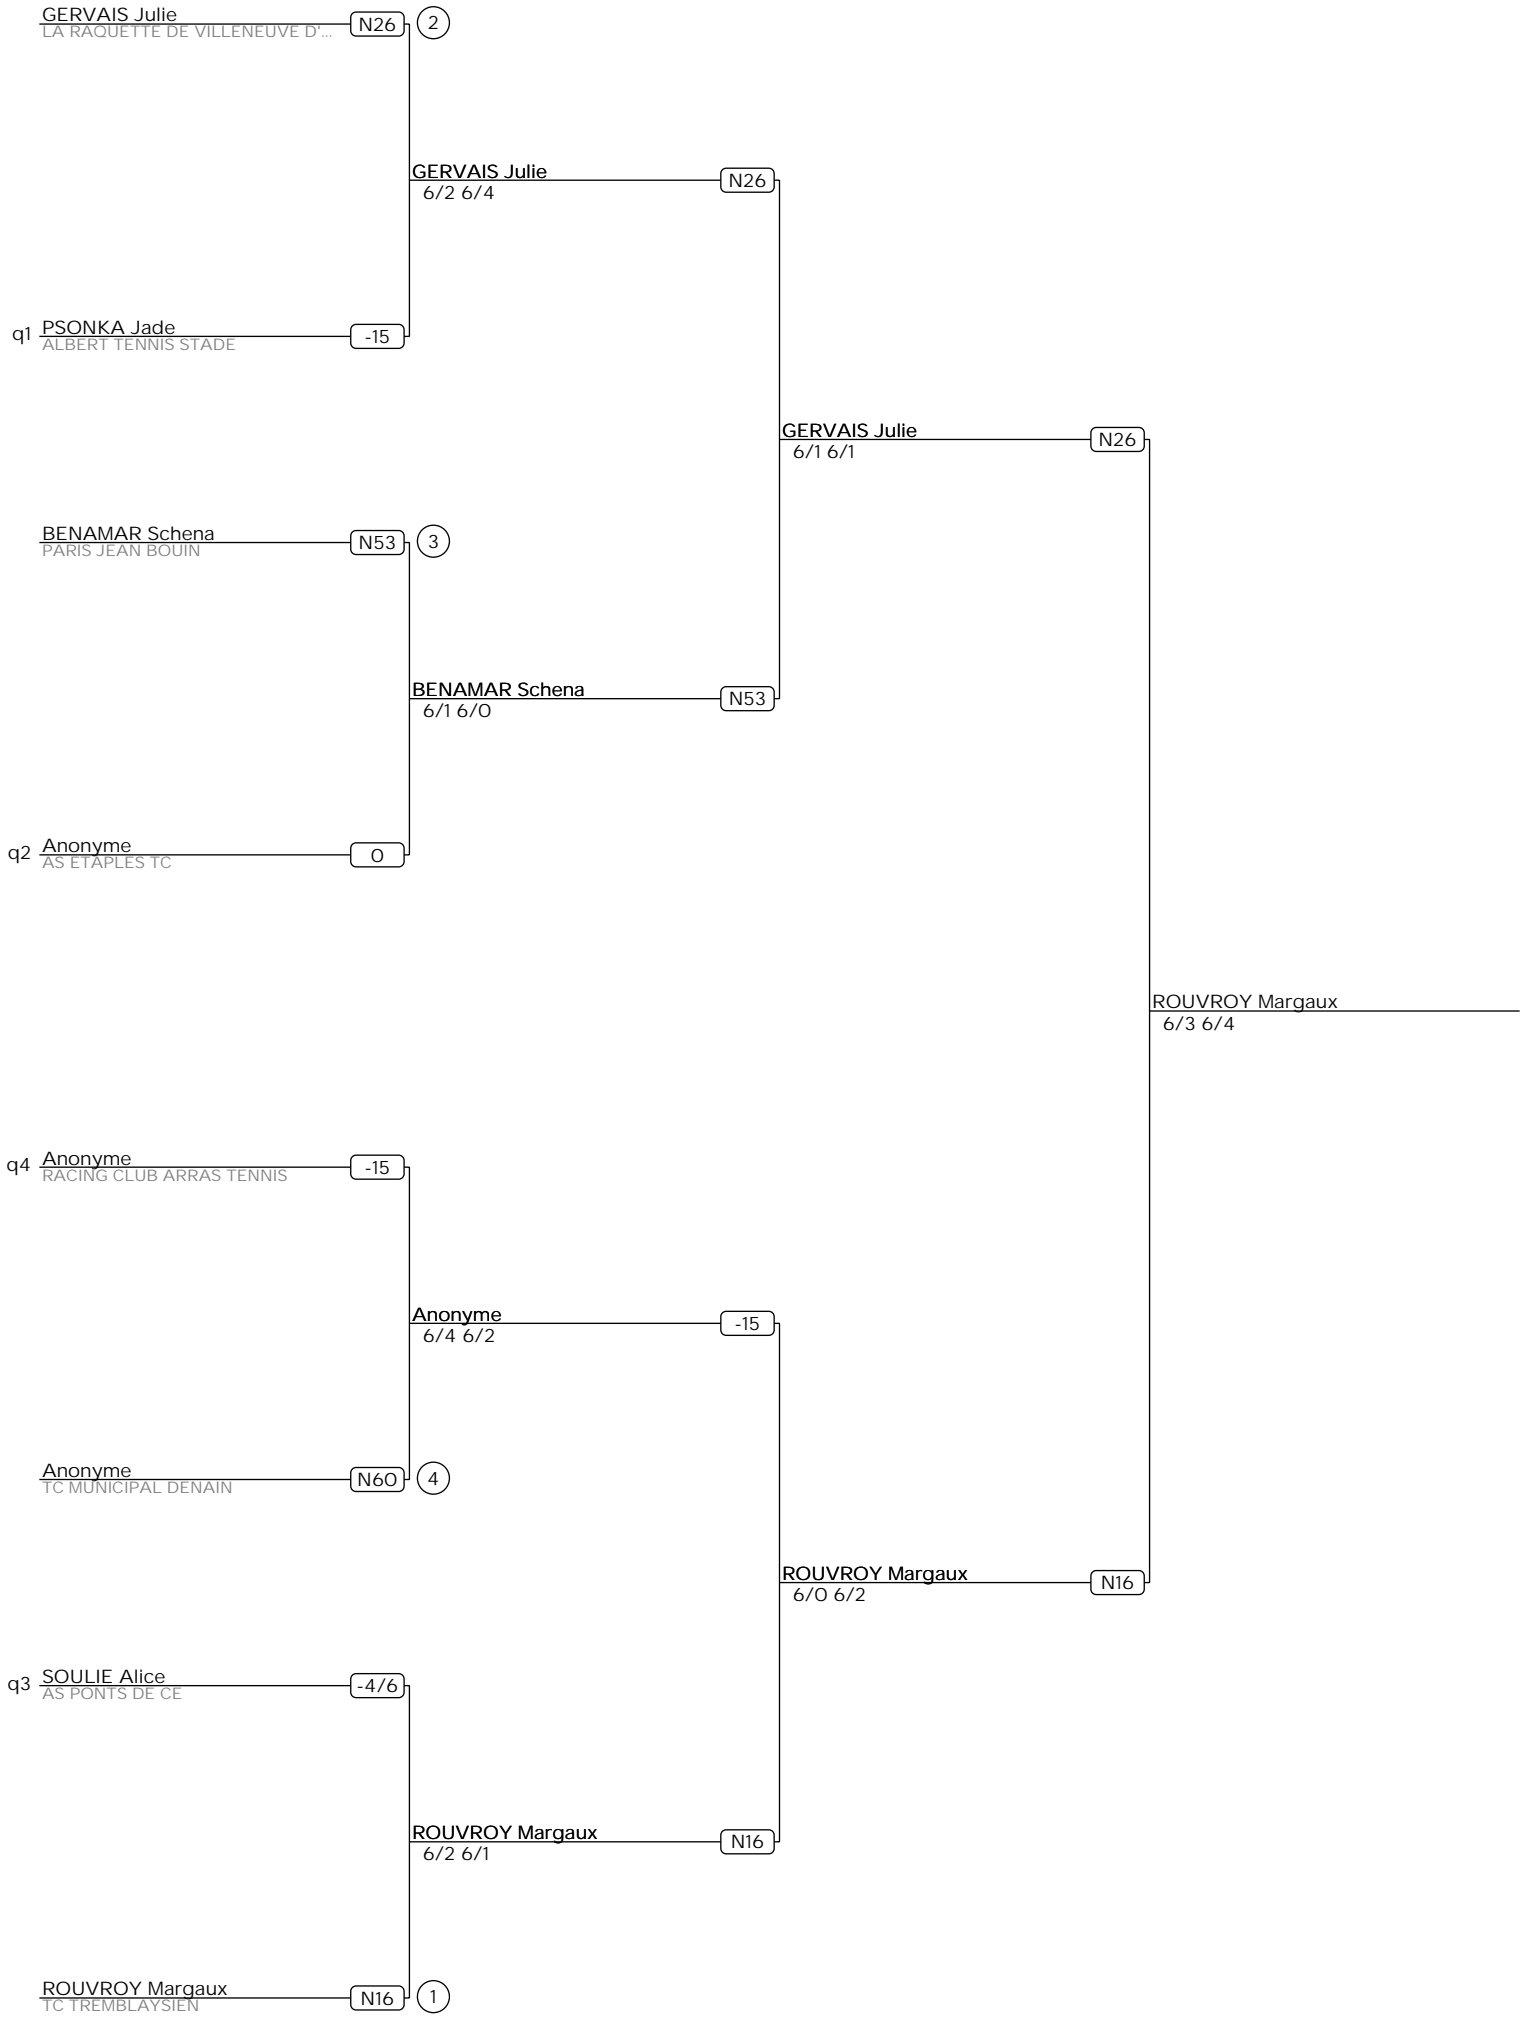 GERVAIS Julie N26 2
LA RAQUETTE DE VILLENEUVE D'...
GERVAIS Julie N26
6/2 6/4
q1 PSONKA Jade -15
ALBERT TENNIS STADE
GERVAIS Julie N26
6/1 6/1
BENAMAR Schena N53 3
PARIS JEAN BOUIN
BENAMAR Schena N53
6/1 6/0
q2 Anonyme 0
AS ETAPLES TC
ROUVROY Margaux
6/3 6/4
q4 Anonyme -15
RACING CLUB ARRAS TENNIS
Anonyme -15
6/4 6/2
Anonyme N60 4
TC MUNICIPAL DENAIN
ROUVROY Margaux N16
6/0 6/2
q3 SOULIE Alice -4/6
AS PONTS DE CE
ROUVROY Margaux N16
6/2 6/1
ROUVROY Margaux N16 1
TC TREMBLAYSIEN